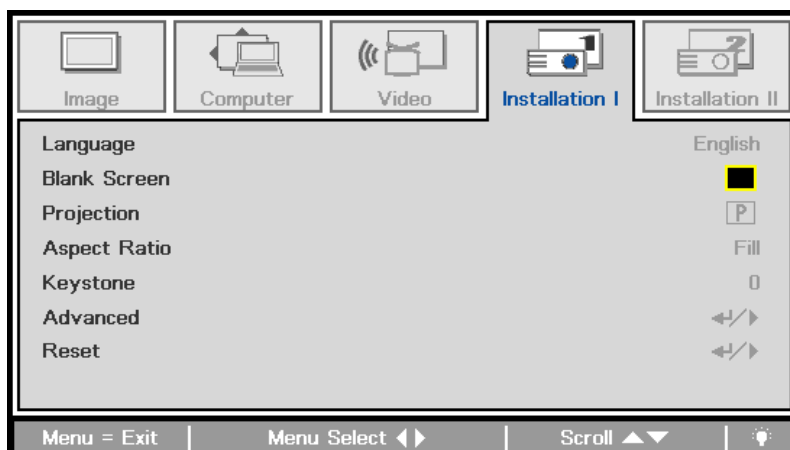 Image
Computer
Video
Installation I
Installation II
Language English
Blank Screen
Projection P
Aspect Ratio Fill
Keystone 0
Advanced
Reset
Menu = Exit Menu Select Scroll